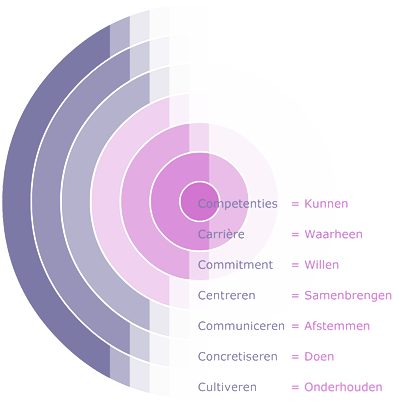 Competenties = Kunnen
Carrière = Waarheen
Commitment = Willen
Centreren = Samenbrengen
Communiceren = Afstemmen
Concretiseren = Doen
Cultiveren = Onderhouden